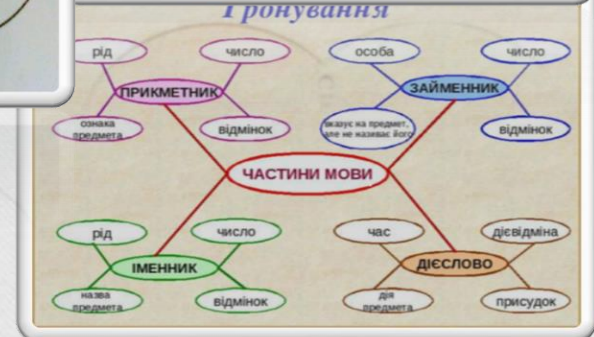 Гронування
рід
число
ПРИКМЕТНИК
ознака
предмета
відмінок
особа
число
ЗАЙМЕННИК
вказує на предмет,
але не називає його
відмінок
ЧАСТИНИ МОВИ
рід
число
ІМЕННИК
назва
предмета
відмінок
час
дієвідміна
ДІЄСЛОВО
дія
предмета
присудок